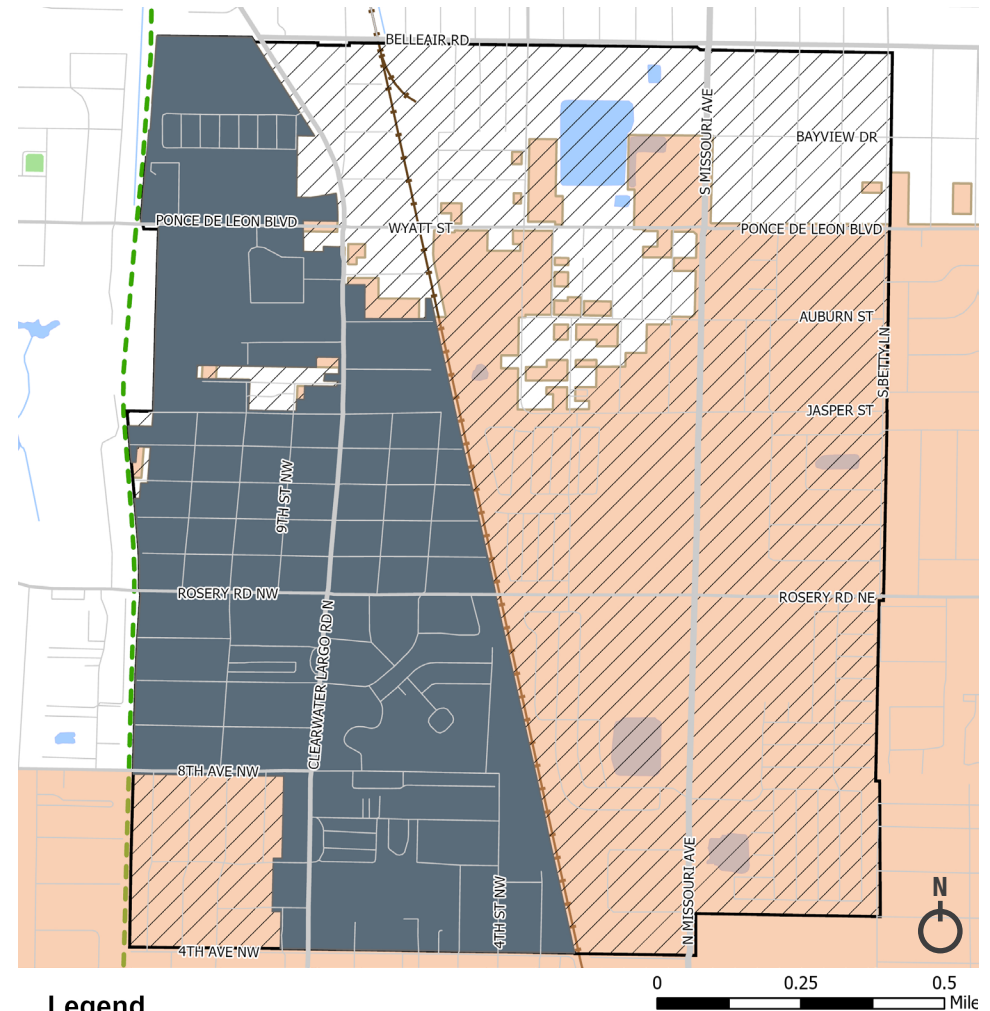 BELLEAIR RD
S MISSOURI AVE
BAYVIEW DR
PONCE DE LEON BLVD
WYATT ST
PONCE DE LEON BLVD
AUBURN ST
S BETTY LN
JASPER ST
9TH ST NW
ROSERY RD NW
ROSERY RD NE
CLEARWATER LARGO RD N
8TH AVE NW
N MISSOURI AVE
4TH ST NW
N
4TH AVE NW
0 0.25 0.5
Mile
Legend